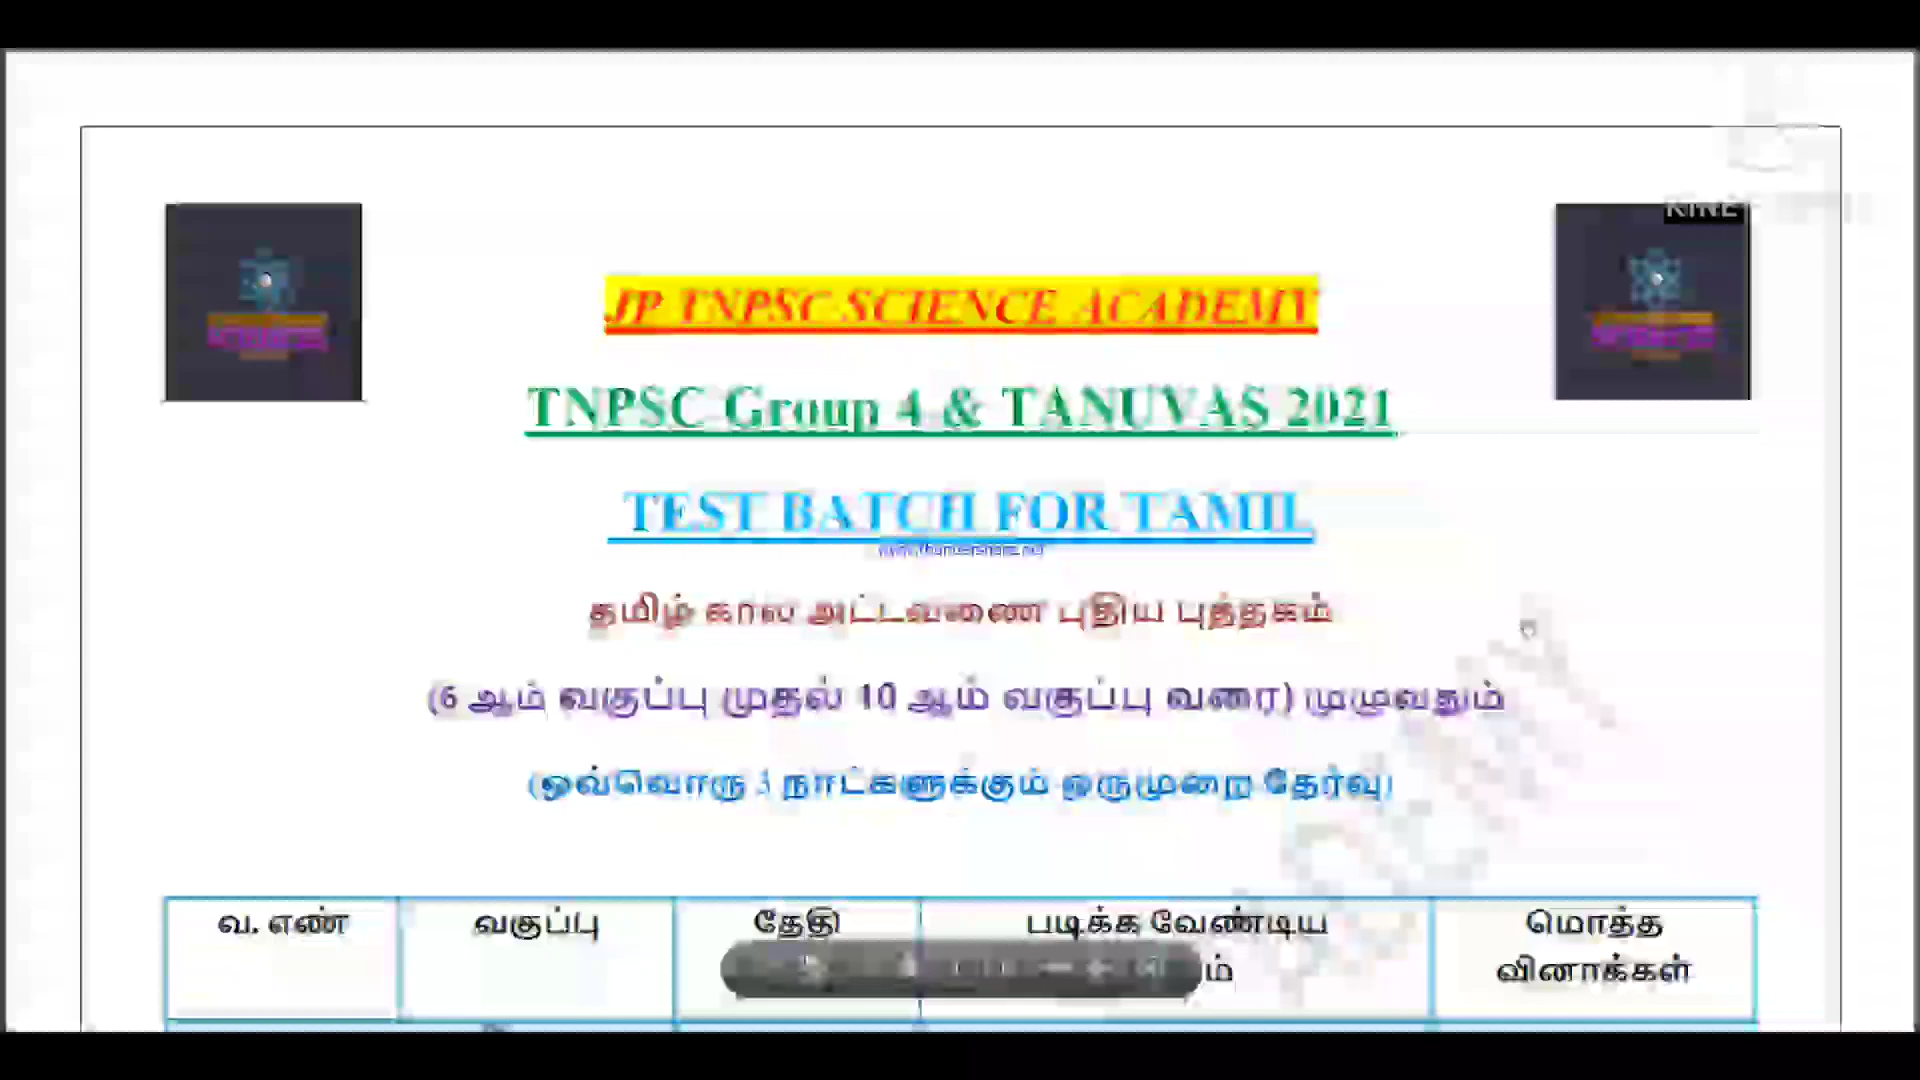 KINE
JP TNPSC SCIENCE ACADEMY
TNPSC Group 4 & TANUVAS 2021
TEST BATCH FOR TAMIL
தமிழ் கால அட்டவணை புதிய புத்தகம்
(6 ஆம் வகுப்பு முதல் 10 ஆம் வகுப்பு வரை) முழுவதும்
(ஒவ்வொரு 3 நாட்களுக்கும் ஒருமுறை தேர்வு)
வ. எண் வகுப்பு தேதி படிக்க வேண்டிய மொத்த
வினாக்கள்